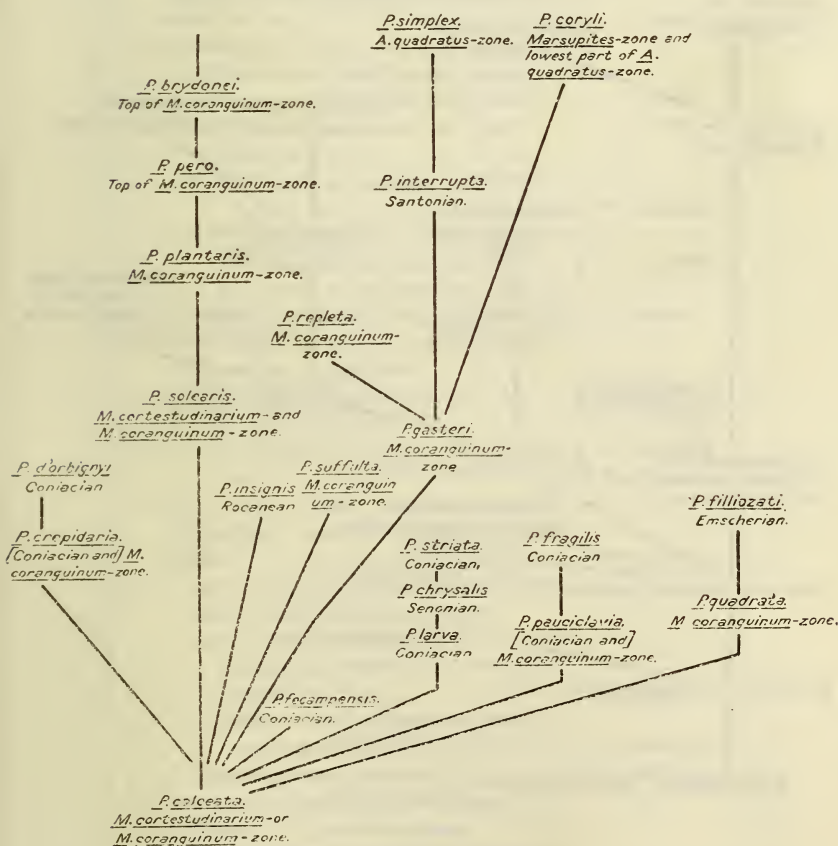 P. simplex.
A. quadratus-zone.
P. coryli.
Marsupites-zone and
lowest part of A.
quadratus-zone.
P. brydonei.
Top of M. coranguinum-zone.
P. pero.
Top of M. coranguinum-zone.
P. interrupta.
Santonian.
P. plantaris.
M. coranguinum-zone.
P. repleta.
M. coranguinum-
zone.
P. solearis.
M. cortestudinarium- and
M. coranguinum-zone.
P. gasteri.
M. coranguinum-
zone
P. d'orbignyi
Coniacian
P. insignis
Rocanean
P. suffulta.
M. coranguin
um-zone.
P. filliozati.
Emscherian.
P. crepidaria.
[Coniacian and] M.
coranguinum-zone.
P. striata.
Coniacian,
P. fragilis
Coniacian
P. chrysalis
Senonian.
P. larva.
Coniacian
P. pauciclavia.
[Coniacian and]
M. coranguinum-zone.
P. quadrata.
M coranguinum-zone.
P. fecampensis.
Coniacian.
P. calceata.
M. cortestudinarium-or
M. coranguinum-zone.